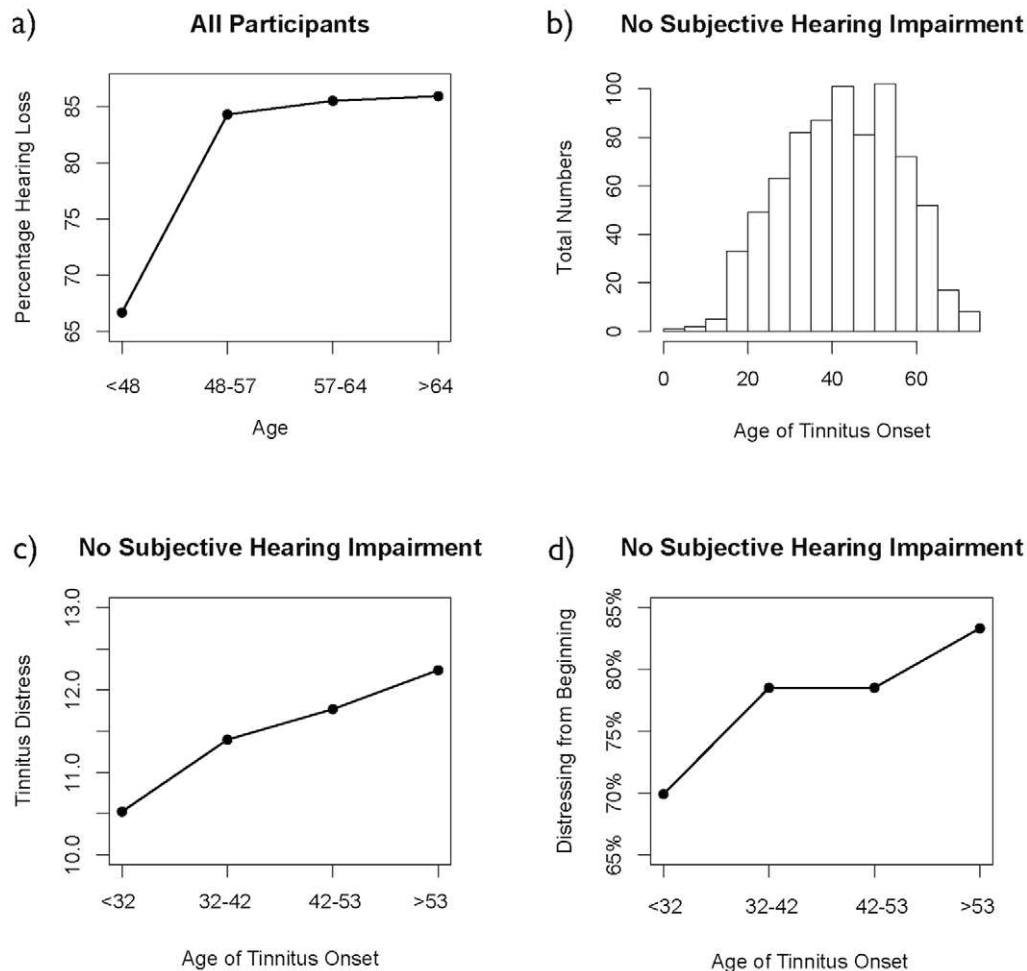 a)
All Participants
Percentage Hearing Loss
85
80
75
70
65
<48
48-57
57-64
>64
Age
b)
No Subjective Hearing Impairment
Total Numbers
100
80
60
40
20
0
0
20
40
60
Age of Tinnitus Onset
c)
No Subjective Hearing Impairment
Tinnitus Distress
13.0
12.0
11.0
10.0
<32
32-42
42-53
>53
Age of Tinnitus Onset
d)
No Subjective Hearing Impairment
Distressing from Beginning
85%
80%
75%
70%
65%
<32
32-42
42-53
>53
Age of Tinnitus Onset